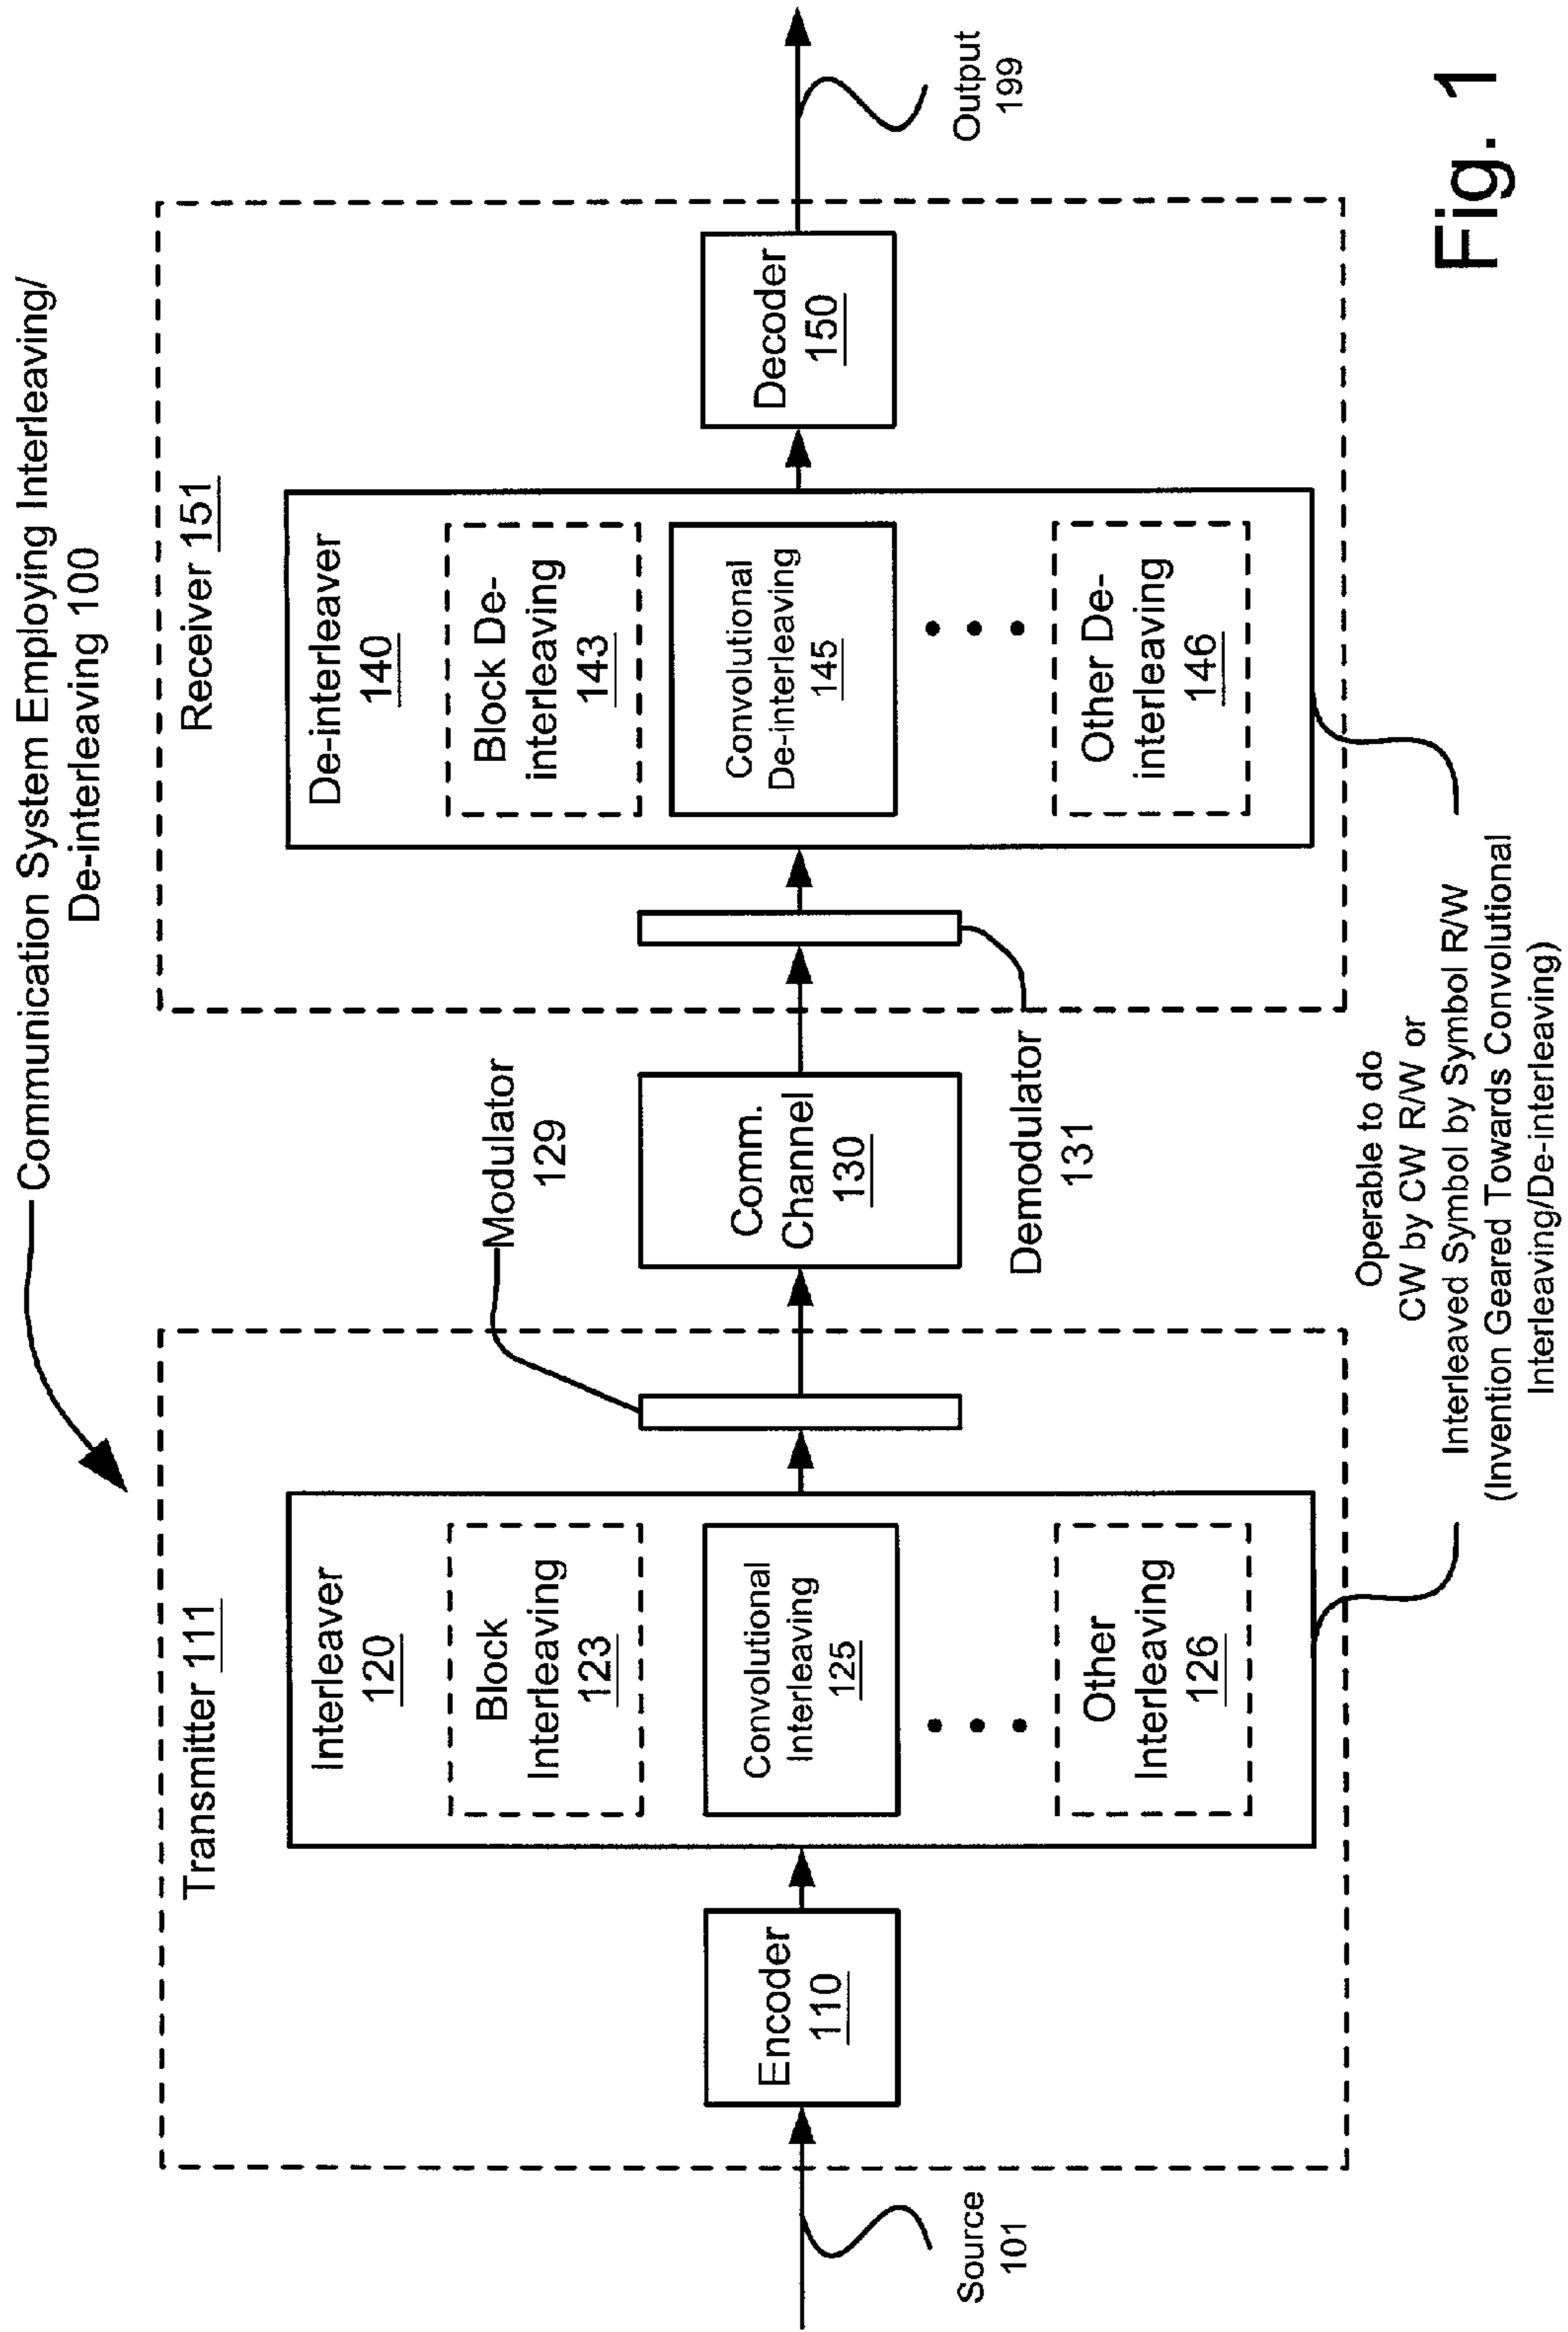 Communication System Employing Interleaving/
De-interleaving 100
Transmitter 111
Source
101
Encoder
110
Interleaver
120
Block
Interleaving
123
Convolutional
Interleaving
125
Other
Interleaving
126
Modulator
129
Comm.
Channel
130
Demodulator
131
Receiver 151
De-interleaver
140
Block De-
interleaving
143
Convolutional
De-interleaving
145
Other De-
interleaving
146
Decoder
150
Output
199
Operable to do
CW by CW R/W or
Interleaved Symbol by Symbol R/W
(Invention Geared Towards Convolutional
Interleaving/De-interleaving)
Fig. 1